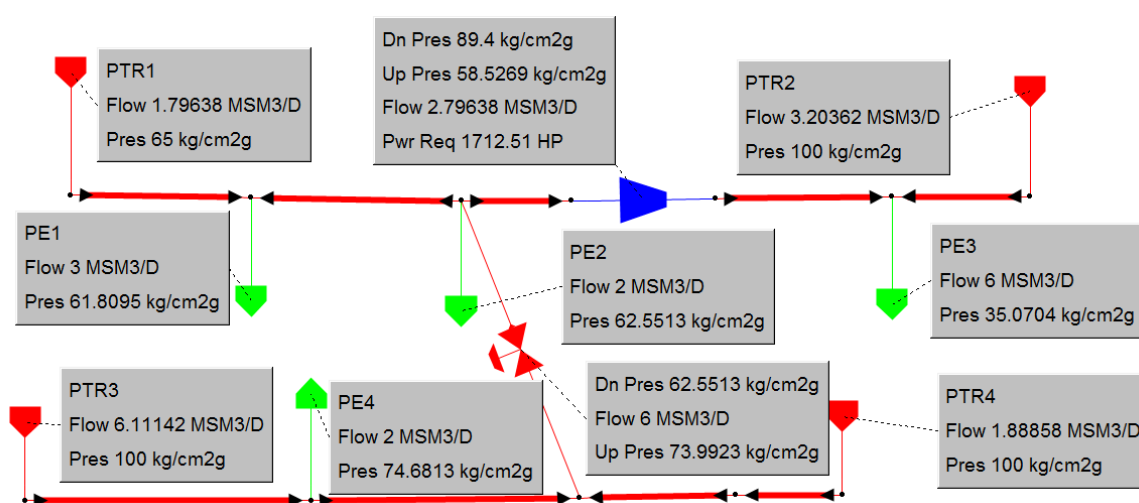 PTR1
Flow 1.79638 MSM3/D
Pres 65 kg/cm2g
Dn Pres 89.4 kg/cm2g
Up Pres 58.5269 kg/cm2g
Flow 2.79638 MSM3/D
Pwr Req 1712.51 HP
PTR2
Flow 3.20362 MSM3/D
Pres 100 kg/cm2g
PE1
Flow 3 MSM3/D
Pres 61.8095 kg/cm2g
PE2
Flow 2 MSM3/D
Pres 62.5513 kg/cm2g
PE3
Flow 6 MSM3/D
Pres 35.0704 kg/cm2g
PTR3
Flow 6.11142 MSM3/D
Pres 100 kg/cm2g
PE4
Flow 2 MSM3/D
Pres 74.6813 kg/cm2g
Dn Pres 62.5513 kg/cm2g
Flow 6 MSM3/D
Up Pres 73.9923 kg/cm2g
PTR4
Flow 1.88858 MSM3/D
Pres 100 kg/cm2g